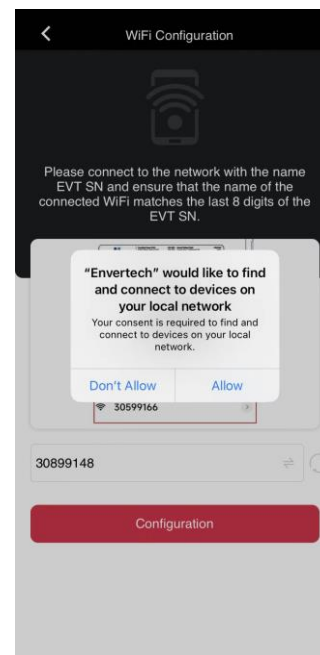 WiFi Configuration
Please connect to the network with the name
EVT SN and ensure that the name of the
connected WiFi matches the last 8 digits of the
EVT SN.
"Envertech" would like to find
and connect to devices on
your local network
Your consent is required to find and
connect to devices on your local
network.
Don't Allow Allow
30599166
30899148
Configuration